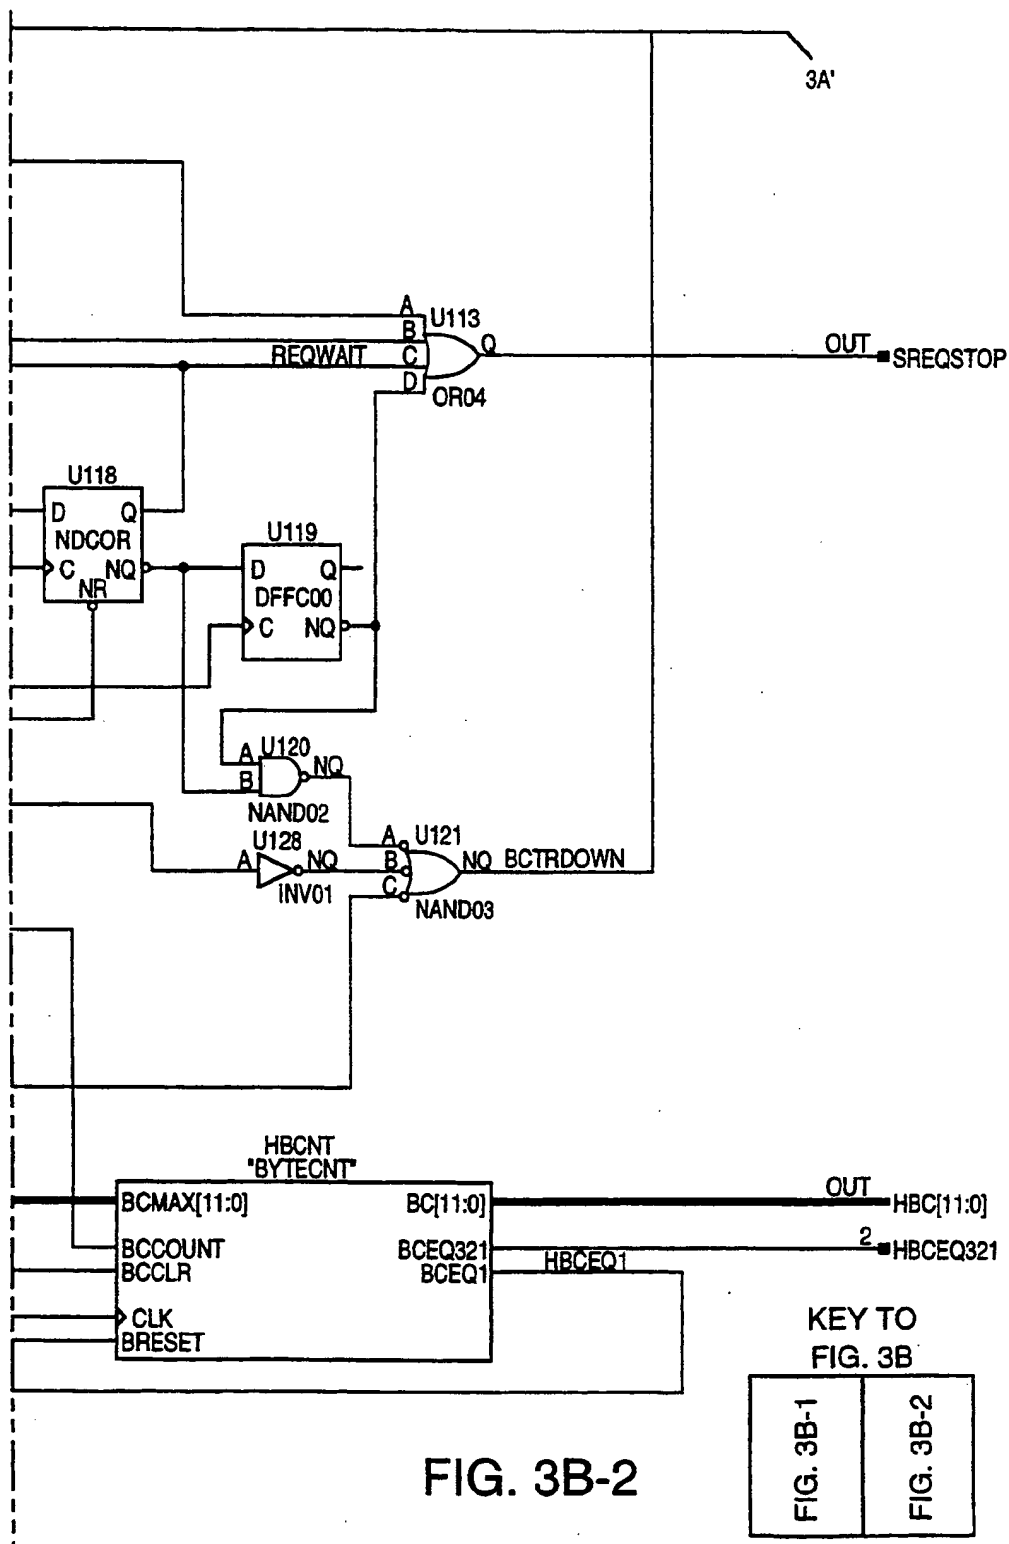 3A'
A
U113
B
Q
REQWAIT
C
OUT
SREQSTOP
D
OR04
U118
D Q
NDCOR
C NQ
NR
U119
D Q
DFFC00
C NQ
A U120
NQ
B
NAND02
U128
A NQ
INV01
A U121
B
NQ BCTRDOWN
C
NAND03
HBCNT
"BYTECNT"
BCMAX[11:0] BC[11:0]
OUT
HBC[11:0]
BCCOUNT BCEQ321
2
HBCEQ321
BCCLR BCEQ1
HBCEQ1
CLK
BRESET
KEY TO
FIG. 3B
FIG. 3B-1
FIG. 3B-2
FIG. 3B-2